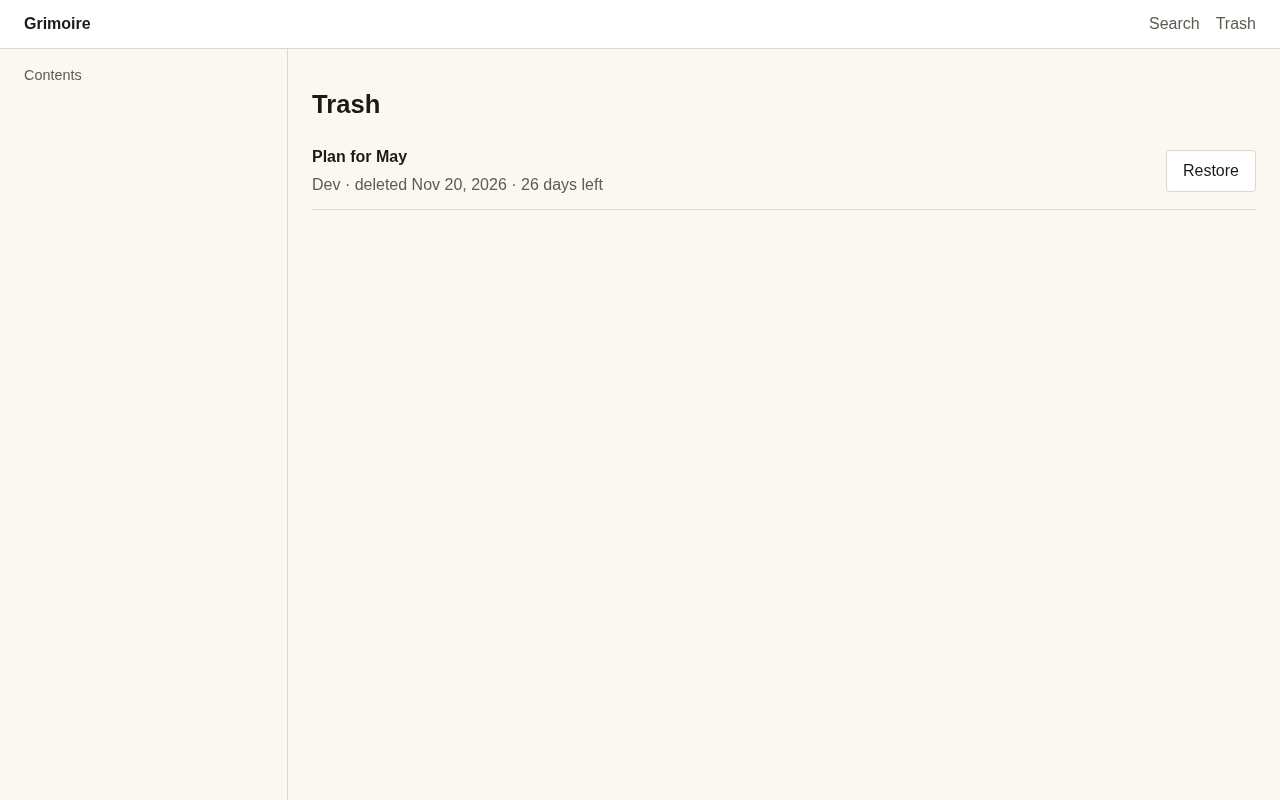 Grimoire
Search Trash
Contents
Trash
Plan for May
Dev · deleted Nov 20, 2026 · 26 days left
Restore